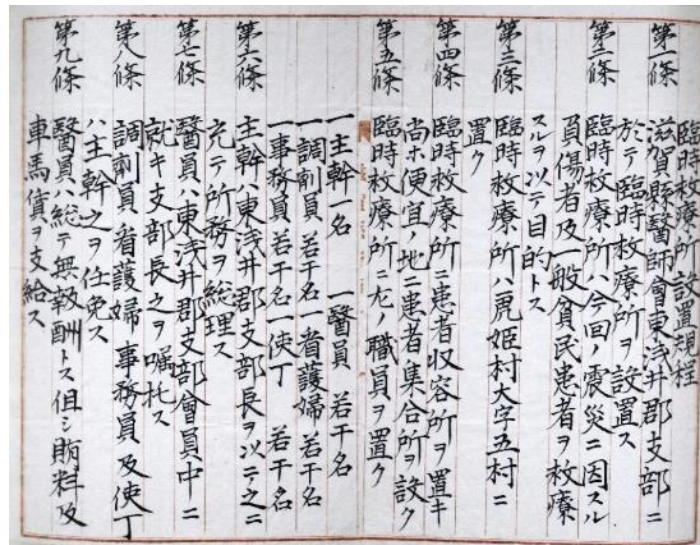 臨時救療所設置規程
第一條 滋賀縣醫師會東浅井郡支部ニ
於テ臨時救療所ヲ設置ス
第二條 臨時救療所ハ今回ノ震災ニ因スル
負傷者及一般貧民患者ヲ救療
スルヲ以テ目的トス
第三條 臨時救療所ハ虎姫村大字五村ニ
置ク
第四條 臨時救療所ニ患者収容所ヲ置キ
尚ホ便宜ノ地ニ患者集合所ヲ設ク
第五條 臨時救療所ニ左ノ職員ヲ置ク
一主幹一名 一醫員 若干名
一調劑員 若干名 一看護婦 若干名
一事務員 若干名 一使丁 若干名
第六條 主幹ハ東浅井郡支部長ヲ以テ之ニ
充テ所務ヲ総理ス
第七條 醫員ハ東浅井郡支部會員中ニ
就キ支部長之ヲ嘱托ス
第八條 調劑員 看護婦 事務員及使丁
ハ主幹之ヲ任免ス
第九條 醫員ハ総テ無報酬トス但シ賄料及
車馬賃ヲ支給ス